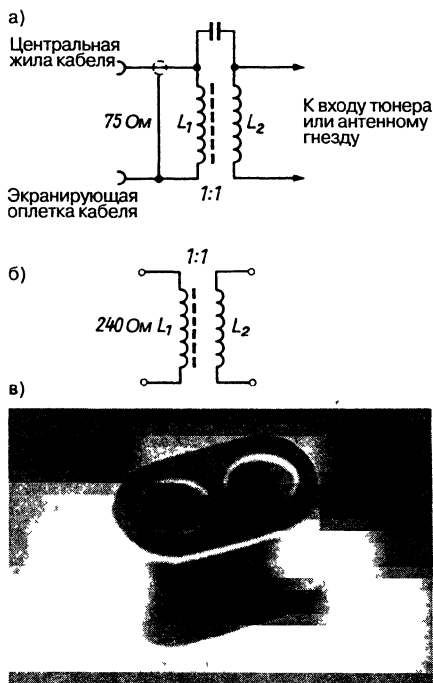 а)
Центральная
жила кабеля
75 Ом
L1
L2
К входу тюнера
или антенному
гнезду
Экранирующая
оплетка кабеля
1:1
1:1
б)
240 Ом L1
L2
в)